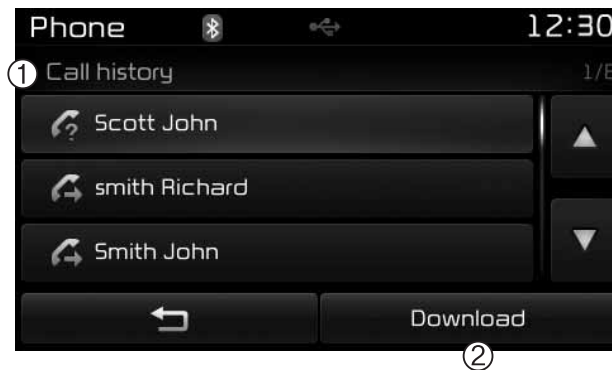 Phone 12:30
① Call history 1/
Scott John
smith Richard
Smith John
Download
②